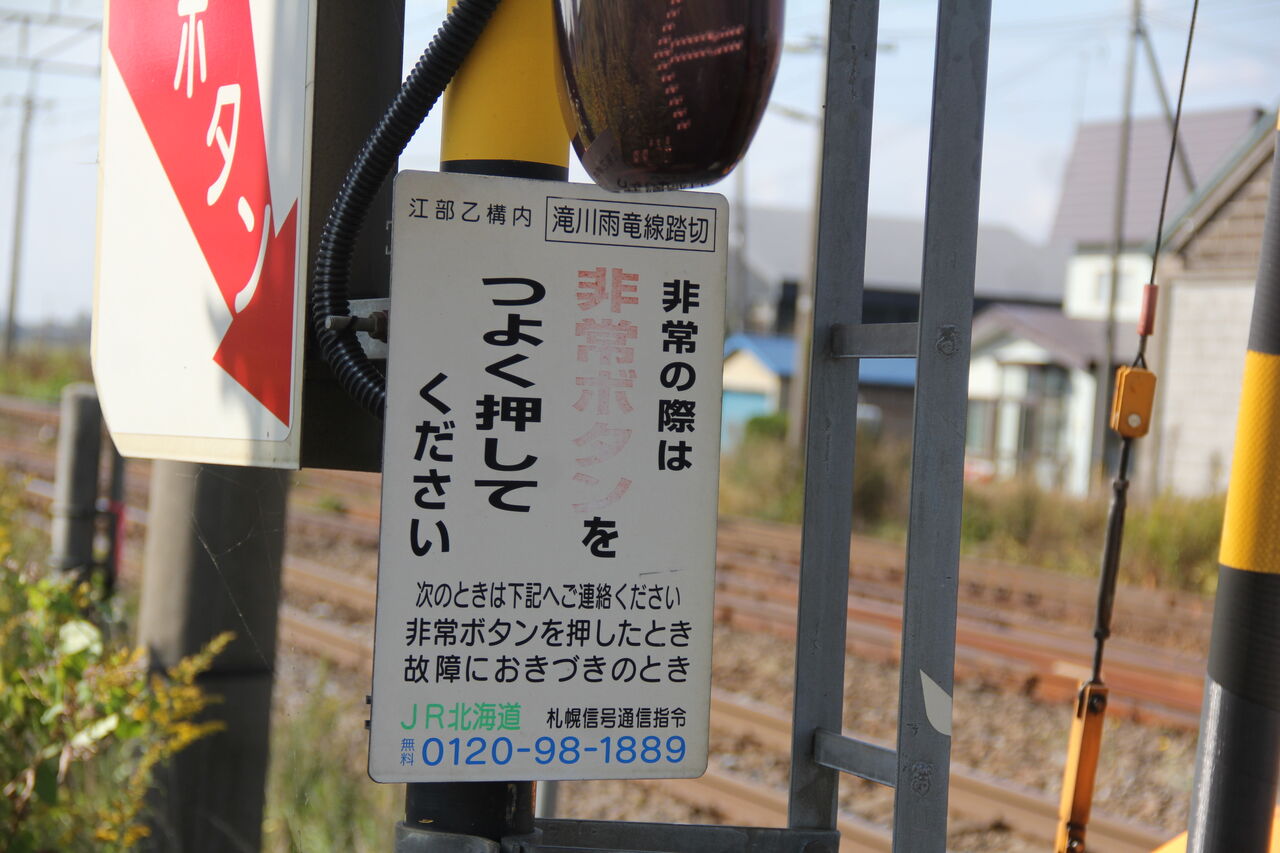 ボタン
江部乙構内
滝川雨竜線踏切
非常の際は
非常ボタンを
つよく押して
ください
次のときは下記へご連絡ください
非常ボタンを押したとき
故障におきづきのとき
JR北海道 札幌信号通信指令
無料 0120-98-1889